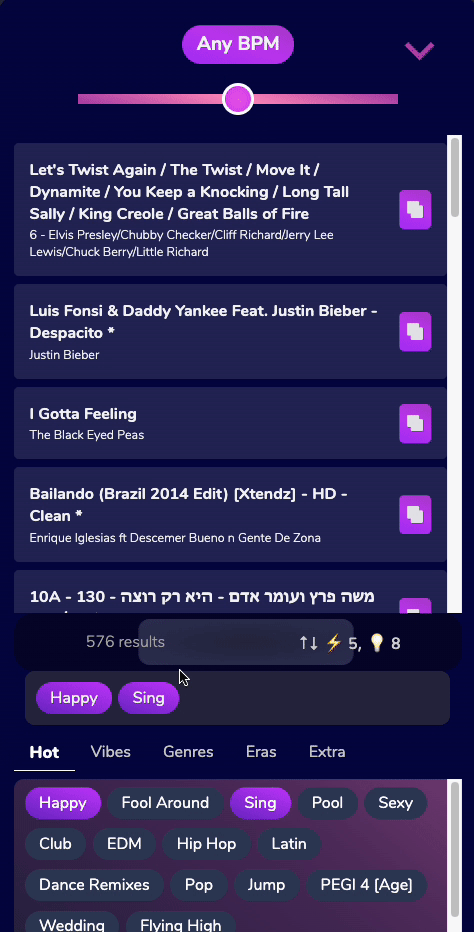 Any BPM
Let's Twist Again / The Twist / Move It /
Dynamite / You Keep a Knocking / Long Tall
Sally / King Creole / Great Balls of Fire
6 - Elvis Presley/Chubby Checker/Cliff Richard/Jerry Lee
Lewis/Chuck Berry/Little Richard
Luis Fonsi & Daddy Yankee Feat. Justin Bieber -
Despacito *
Justin Bieber
I Gotta Feeling
The Black Eyed Peas
Bailando (Brazil 2014 Edit) [Xtendz] - HD -
Clean *
Enrique Iglesias ft Descemer Bueno n Gente De Zona
10A - 130 - משה פרץ ועומר אדם - היא רק רוצה
576 results ↑↓ ⚡ 5, 💡 8
Happy Sing
Hot Vibes Genres Eras Extra
Happy Fool Around Sing Pool Sexy
Club EDM Hip Hop Latin
Dance Remixes Pop Jump PEGI 4 [Age]
Wedding Flying High